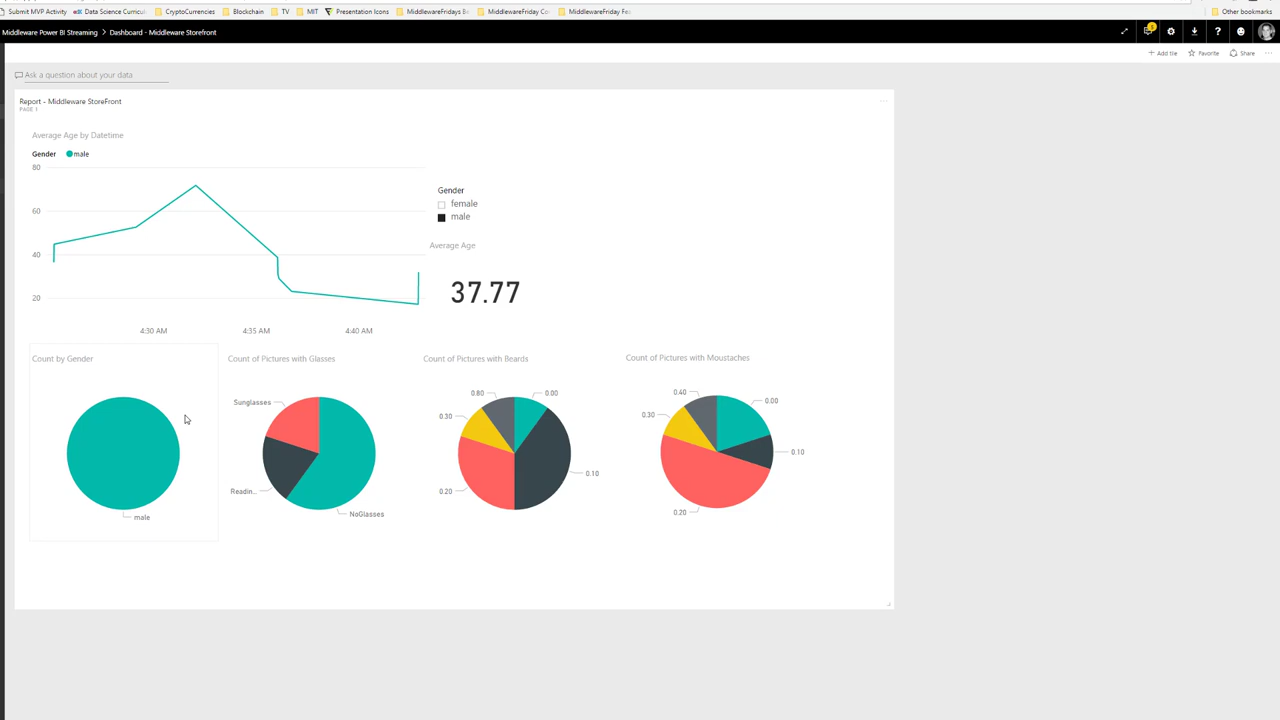 Submit MVP Activity
Data Science Curricu
CryptoCurrencies
Blockchain
TV
MIT
Presentation Icons
MiddlewareFridays B
MiddlewareFriday Co
MiddlewareFriday Fe
Other bookmarks
Middleware Power BI Streaming > Dashboard - Middleware Storefront
+ Add tile
Favorite
Share
Ask a question about your data
Report - Middleware StoreFront
PAGE 1
Average Age by Datetime
Gender male
80
60
40
20
4:30 AM 4:35 AM 4:40 AM
Gender
female
male
Average Age
37.77
Count by Gender
male
Count of Pictures with Glasses
Sunglasses
Readin...
NoGlasses
Count of Pictures with Beards
0.80
0.00
0.30
0.10
0.20
Count of Pictures with Moustaches
0.40
0.00
0.30
0.10
0.20